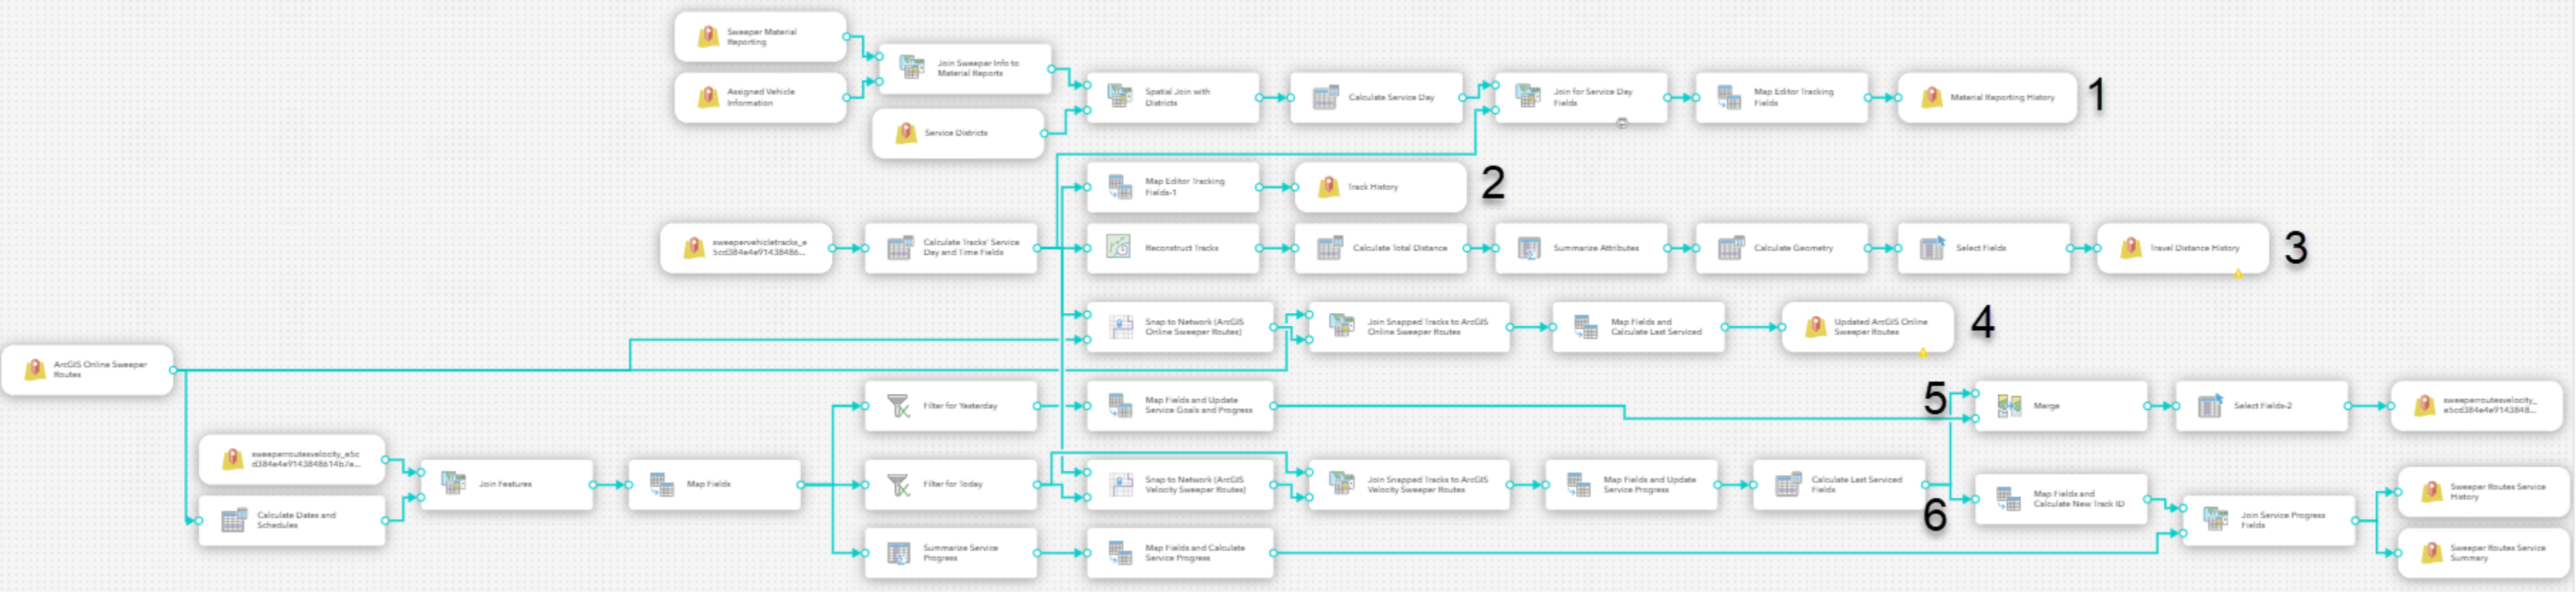 Sweeper Material
Reporting
Assigned Vehicle
Information
Join Sweeper Info to
Material Reports
Service Districts
Spatial Join with
Districts
Calculate Service Day
Join for Service Day
Fields
Map Editor Tracking
Fields
Material Reporting History
1
Map Editor Tracking
Fields-1
Track History
2
sweepervehicletracks_e
5cd384e4e91438486...
Calculate Tracks' Service
Day and Time Fields
Reconstruct Tracks
Calculate Total Distance
Summarize Attributes
Calculate Geometry
Select Fields
Travel Distance History
3
Snap to Network (ArcGIS
Online Sweeper Routes)
Join Snapped Tracks to ArcGIS
Online Sweeper Routes
Map Fields and
Calculate Last Serviced
Updated ArcGIS Online
Sweeper Routes
4
ArcGIS Online Sweeper
Routes
Filter for Yesterday
Map Fields and Update
Service Goals and Progress
5
Merge
Select Fields-2
sweeperroutesvelocity_
e5cd384e4e9143848...
sweeperroutesvelocity_e5c
d384e4e9143848614b7a...
Calculate Dates and
Schedules
Join Features
Map Fields
Filter for Today
Snap to Network (ArcGIS
Velocity Sweeper Routes)
Join Snapped Tracks to ArcGIS
Velocity Sweeper Routes
Map Fields and Update
Service Progress
Calculate Last Serviced
Fields
6
Map Fields and
Calculate New Track ID
Join Service Progress
Fields
Sweeper Routes Service
History
Sweeper Routes Service
Summary
Summarize Service
Progress
Map Fields and Calculate
Service Progress